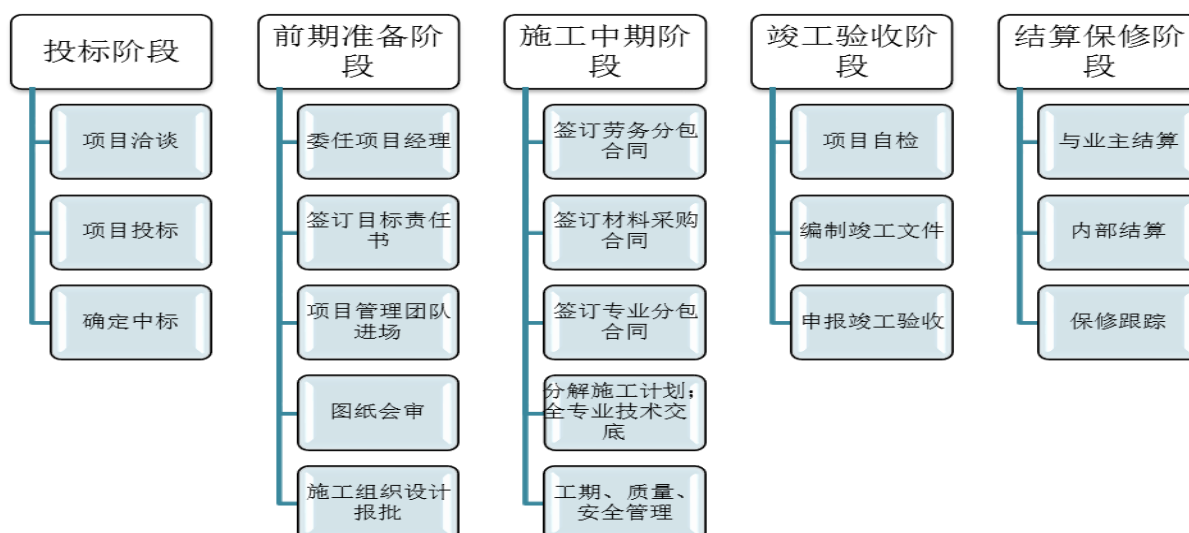 投标阶段
项目洽谈
项目投标
确定中标
前期准备阶
段
委任项目经理
签订目标责任
书
项目管理团队
进场
图纸会审
施工组织设计
报批
施工中期阶
段
签订劳务分包
合同
签订材料采购
合同
签订专业分包
合同
分解施工计划;
全专业技术交
底
工期、质量、
安全管理
竣工验收阶
段
项目自检
编制竣工文件
申报竣工验收
结算保修阶
段
与业主结算
内部结算
保修跟踪